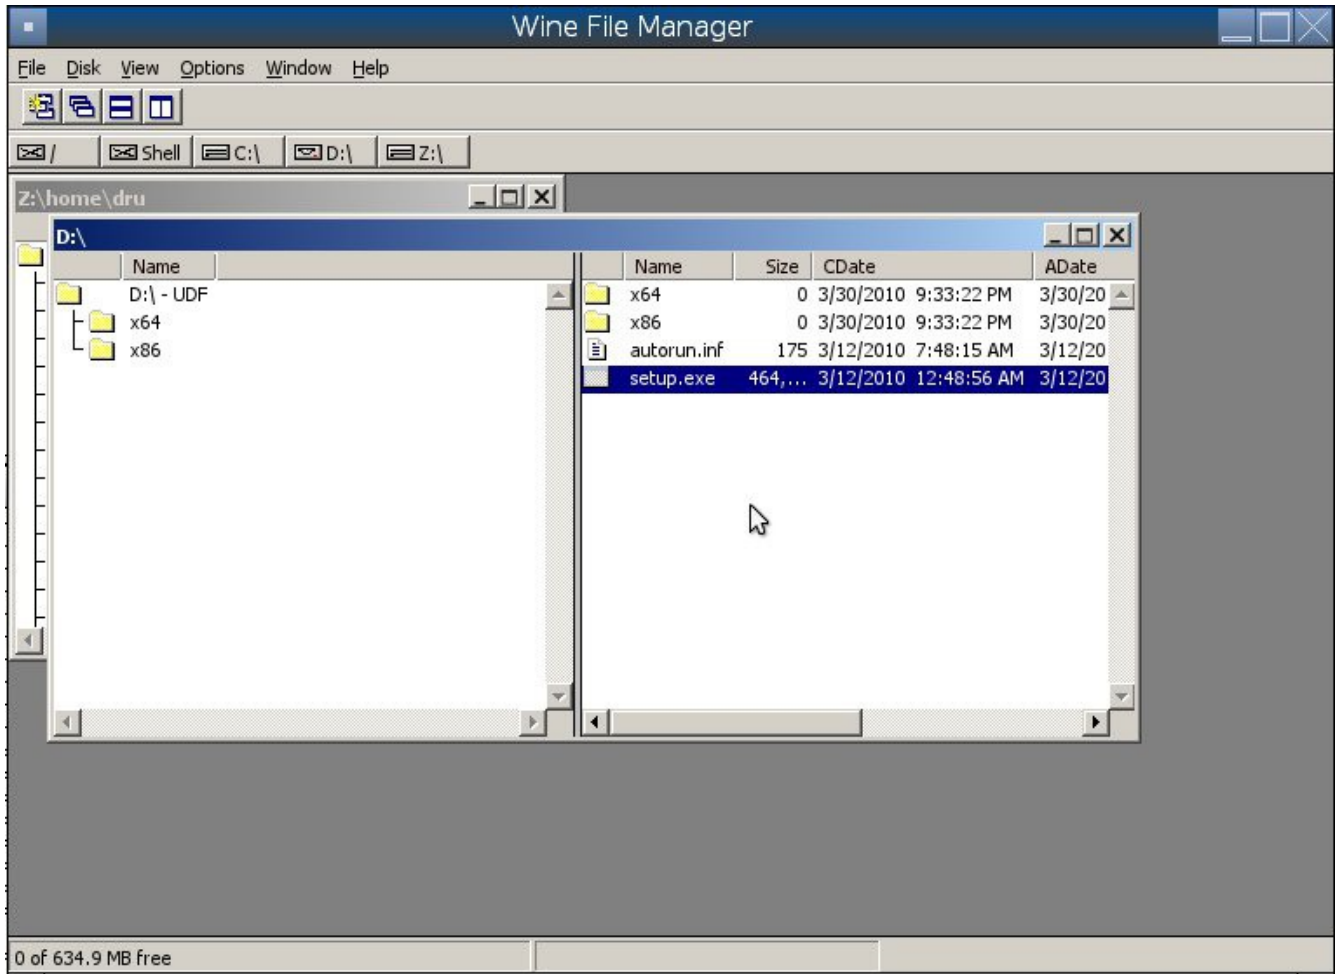 Wine File Manager
File Disk View Options Window Help
/ Shell C:\ D:\ Z:\
Z:\home\dru
D:\
Name Name Size CDate ADate
D:\ - UDF x64 0 3/30/2010 9:33:22 PM 3/30/20
x64 x86 0 3/30/2010 9:33:22 PM 3/30/20
x86 autorun.inf 175 3/12/2010 7:48:15 AM 3/12/20
setup.exe 464,... 3/12/2010 12:48:56 AM 3/12/20
0 of 634.9 MB free